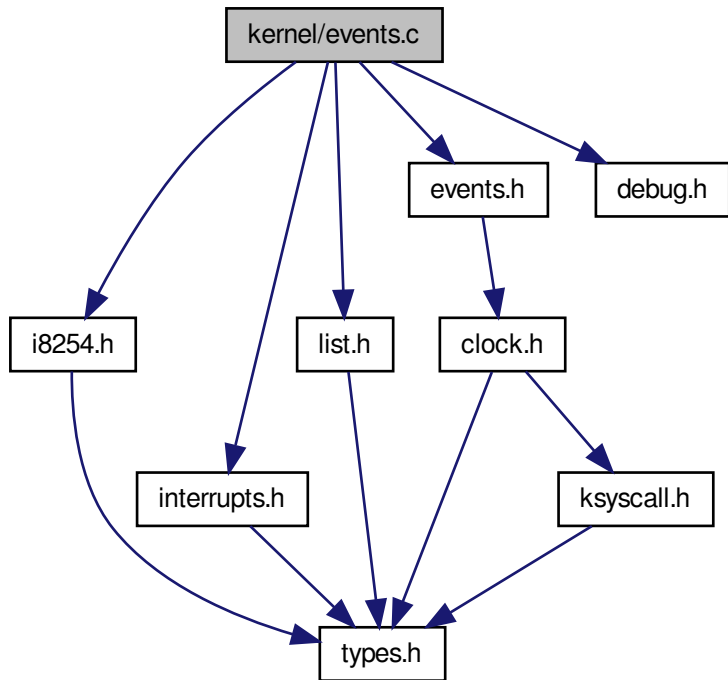 kernel/events.c
events.h
debug.h
i8254.h
list.h
clock.h
interrupts.h
ksyscall.h
types.h